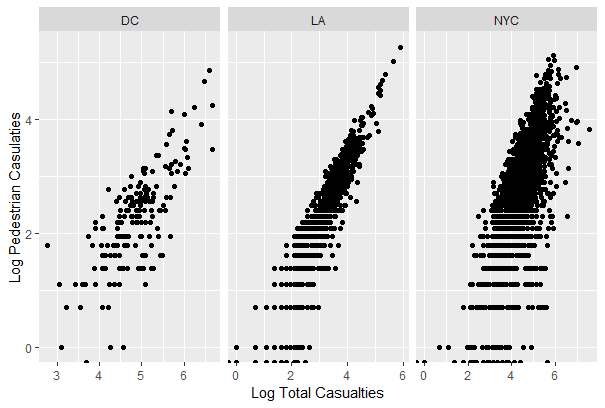 DC LA NYC
Log Pedestrian Casulaties
4
2
0
3 4 5 6 0 2 4 6 0 2 4 6
Log Total Casualties